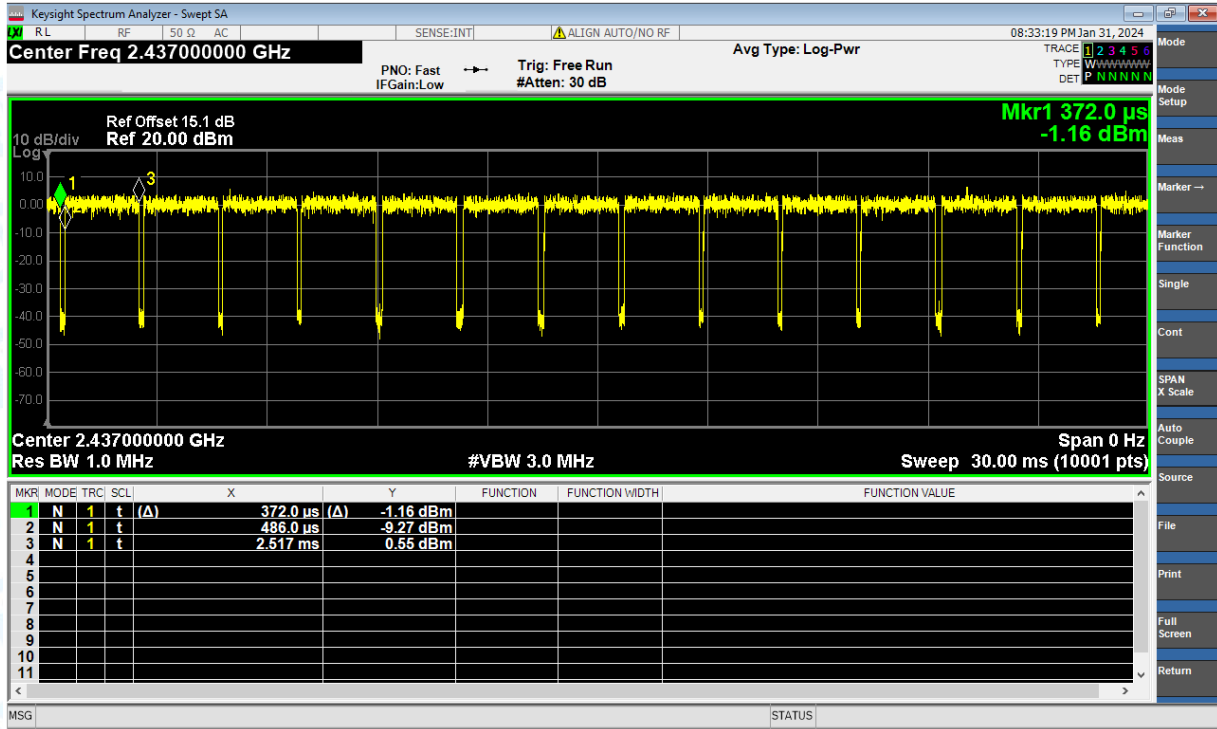 Keysight Spectrum Analyzer - Swept SA
LXI RL RF 50 Ω AC SENSE:INT ALIGN AUTO/NO RF 08:33:19 PM Jan 31, 2024
Center Freq 2.437000000 GHz
Avg Type: Log-Pwr
TRACE 1 2 3 4 5 6
TYPE WWWWWWW
DET P N N N N N
PNO: Fast
IFGain:Low
Trig: Free Run
#Atten: 30 dB
Mkr1 372.0 µs
-1.16 dBm
Ref Offset 15.1 dB
10 dB/div Ref 20.00 dBm
Log
10.0
0.00
-10.0
-20.0
-30.0
-40.0
-50.0
-60.0
-70.0
1
2
3
Center 2.437000000 GHz Span 0 Hz
Res BW 1.0 MHz #VBW 3.0 MHz Sweep 30.00 ms (10001 pts)
MKR MODE TRC SCL X Y FUNCTION FUNCTION WIDTH FUNCTION VALUE
1 N 1 t (Δ) 372.0 µs (Δ) -1.16 dBm
2 N 1 t 486.0 µs -9.27 dBm
3 N 1 t 2.517 ms 0.55 dBm
4
5
6
7
8
9
10
11
MSG STATUS
Mode
Mode
Setup
Meas
Marker→
Marker
Function
Single
Cont
SPAN
X Scale
Auto
Couple
Source
File
Print
Full
Screen
Return